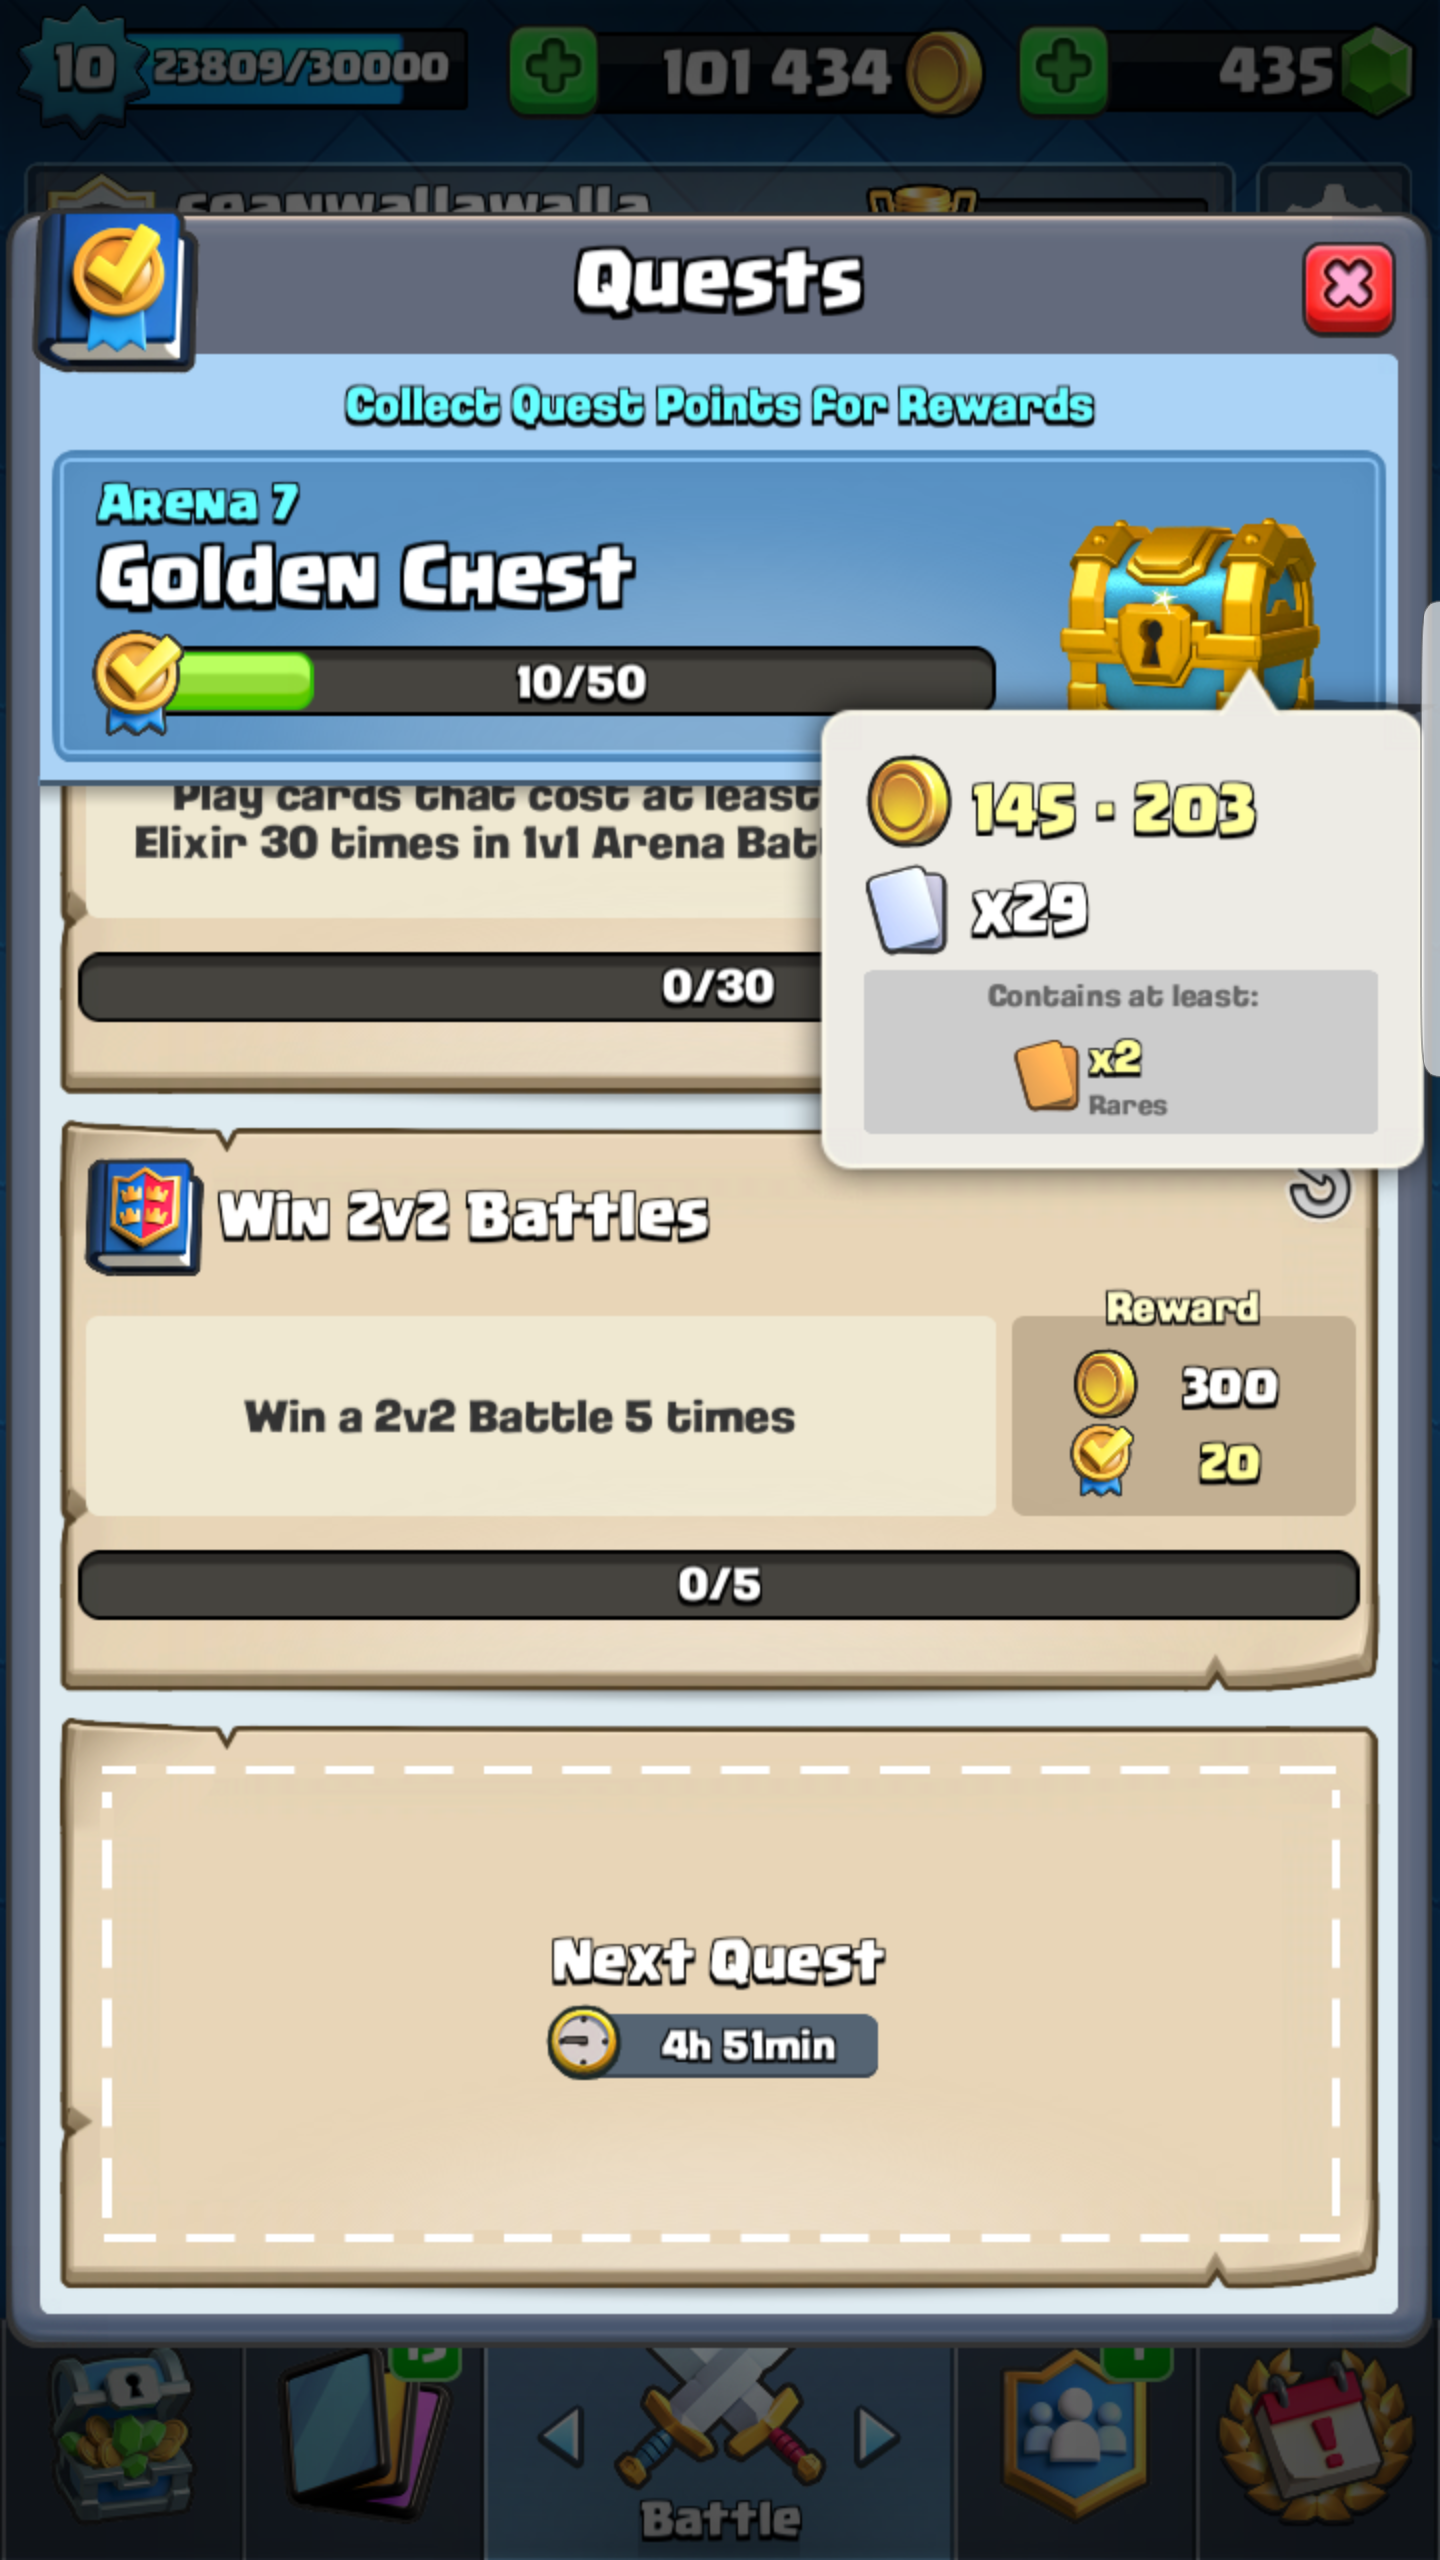 10 23809/30000 101 434 435
seanwallawalla
Quests
Collect Quest Points for Rewards
Arena 7
Golden Chest
10/50
145 - 203
x29
Contains at least:
x2
Rares
Play cards that cost at least
Elixir 30 times in 1v1 Arena Bat
0/30
Win 2v2 Battles
Reward
Win a 2v2 Battle 5 times
300
20
0/5
Next Quest
4h 51min
Battle